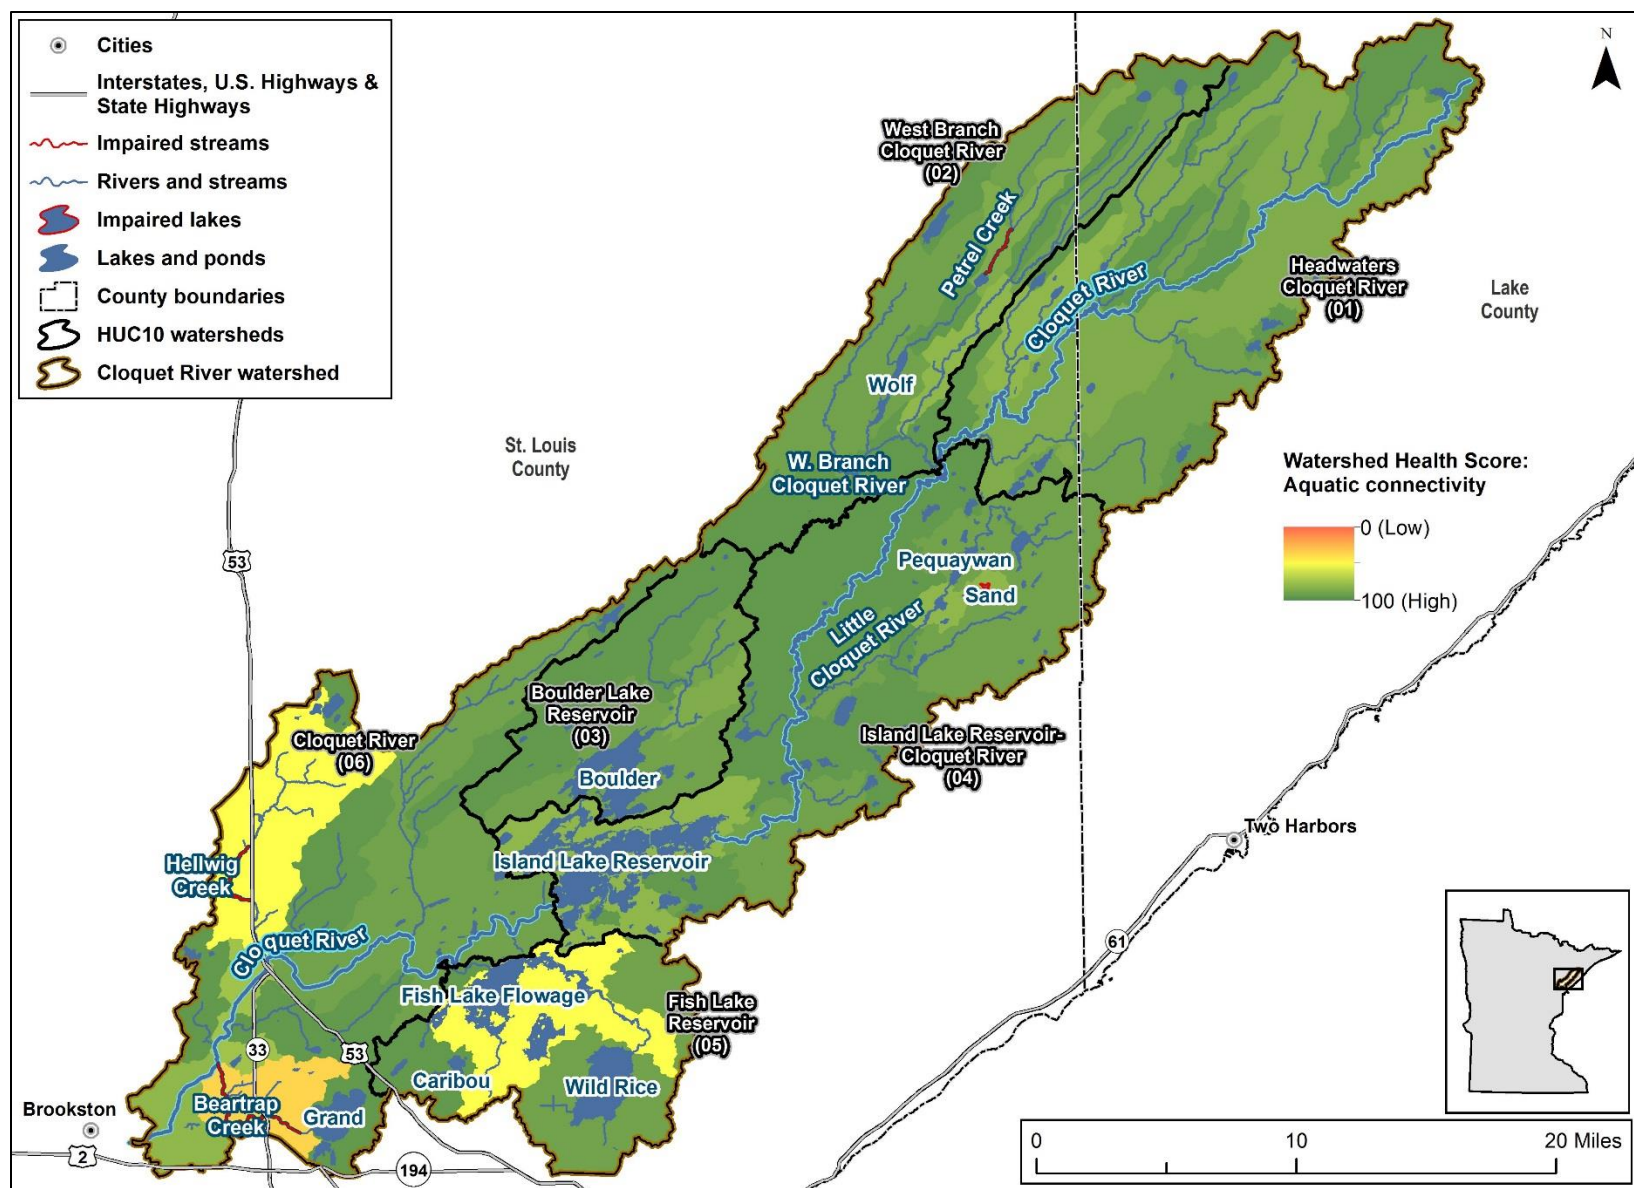 Cities
Interstates, U.S. Highways &
State Highways
Impaired streams
Rivers and streams
Impaired lakes
Lakes and ponds
County boundaries
HUC10 watersheds
Cloquet River watershed
N
West Branch
Cloquet River
(02)
Petrel Creek
Cloquet River
Headwaters
Cloquet River
(01)
Lake
County
Wolf
St. Louis
County
W. Branch
Cloquet River
Watershed Health Score:
Aquatic connectivity
0 (Low)
100 (High)
53
Pequaywan
Sand
Little
Cloquet River
Boulder Lake
Reservoir
(03)
Island Lake Reservoir-
Cloquet River
(04)
Cloquet River
(06)
Boulder
Two Harbors
Hellwig
Creek
Island Lake Reservoir
Cloquet River
61
Fish Lake Flowage
Fish Lake
Reservoir
(05)
33
53
Caribou
Wild Rice
Brookston
Beartrap
Creek
Grand
2
194
0
10
20 Miles